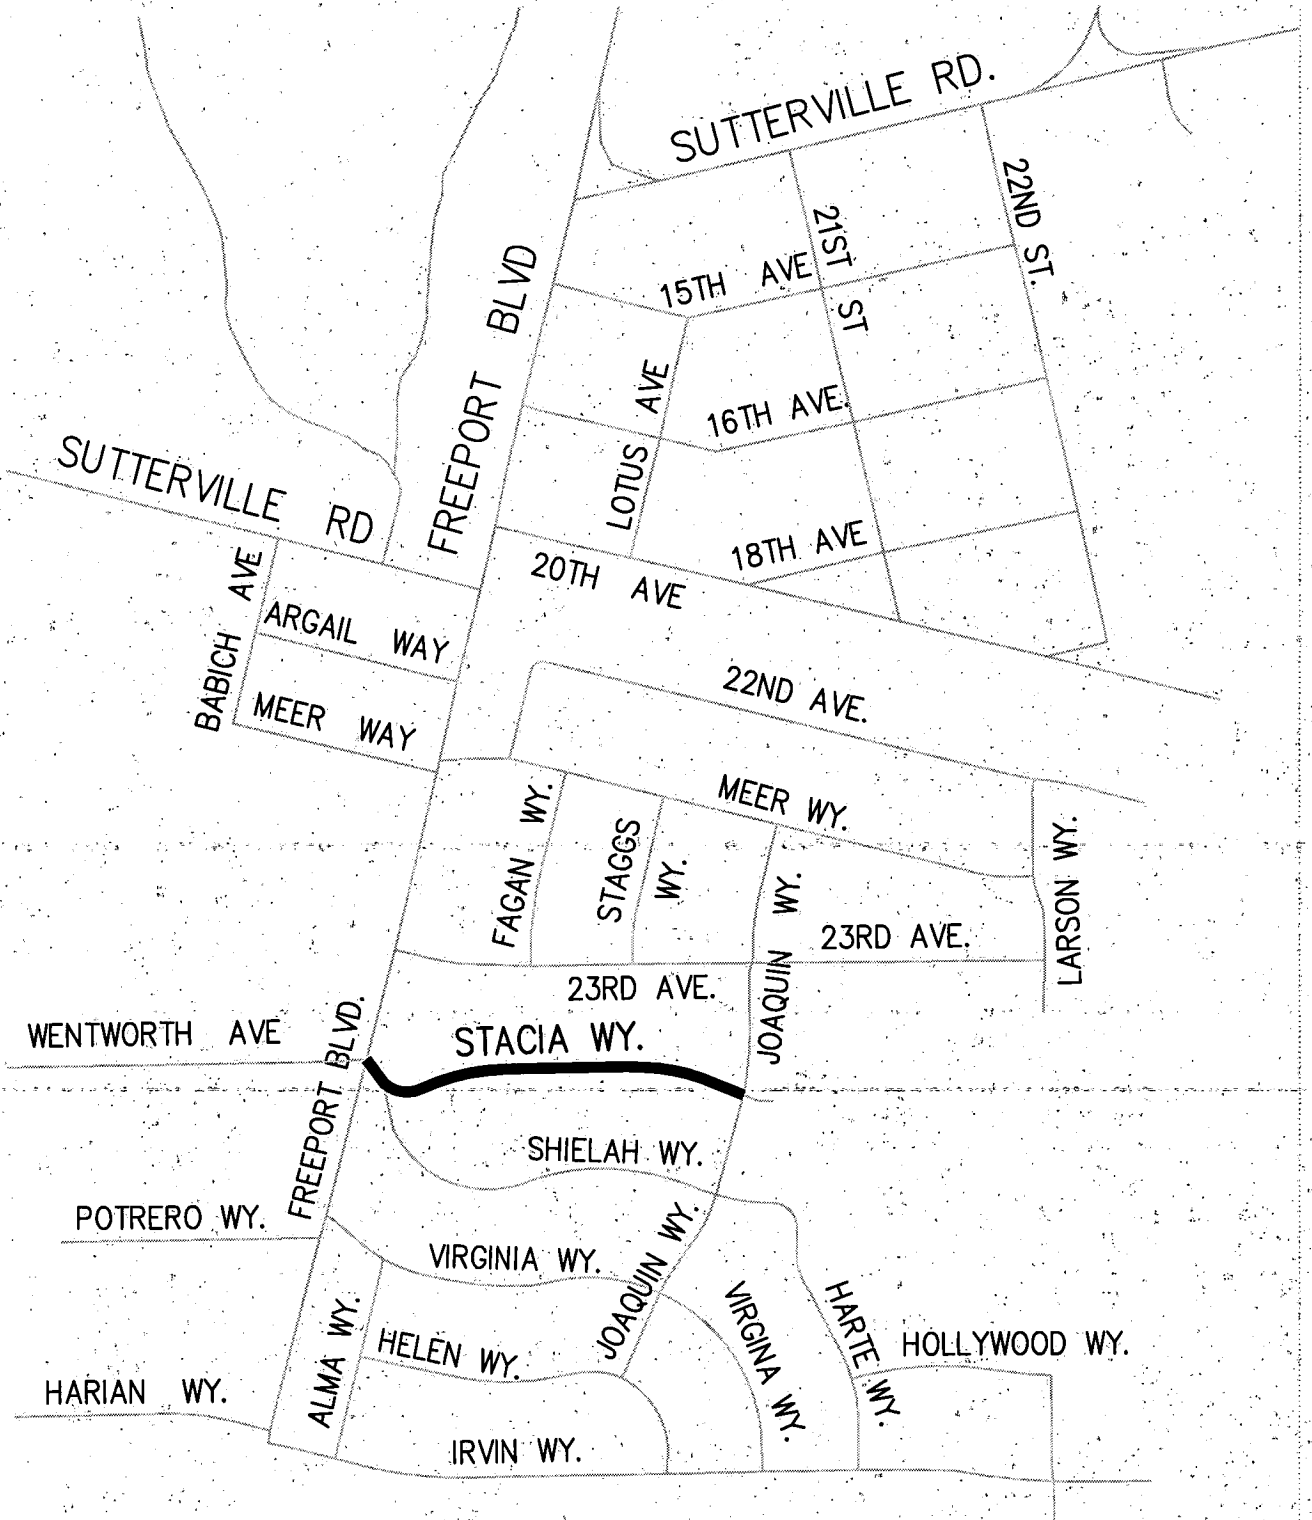 SUTTERVILLE RD.
22ND ST.
21ST ST
FREEPORT BLVD
15TH AVE
LOTUS AVE
16TH AVE.
SUTTERVILLE RD
18TH AVE
20TH AVE
BABICH AVE
ARGAIL WAY
22ND AVE.
MEER WAY
MEER WY.
FAGAN WY.
STAGGS WY.
JOAQUIN WY.
LARSON WY.
23RD AVE.
23RD AVE.
WENTWORTH AVE
STACIA WY.
FREEPORT BLVD.
SHIELAH WY.
POTRERO WY.
VIRGINIA WY.
JOAQUIN WY.
VIRGINA WY.
HARTE WY.
HOLLYWOOD WY.
ALMA WY.
HELEN WY.
HARIAN WY.
IRVIN WY.